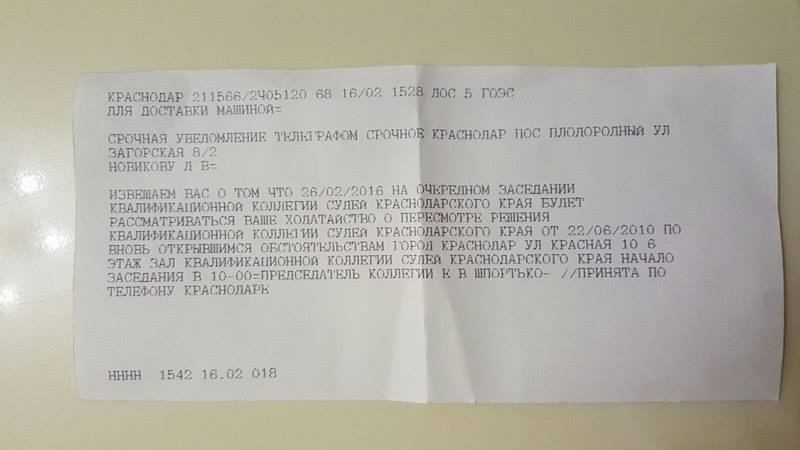 КРАСНОДАР 211566/2405120 68 16/02 1528 ЛОС 5 ГОЭС
ДЛЯ ДОСТАВКИ МАШИНОЙ=
СРОЧНАЯ УВЕДОМЛЕНИЕ ТЕЛЕГРАФОМ СРОЧНОЕ КРАСНОДАР ПОС ПЛОДОРОДНЫЙ УЛ
ЗАГОРСКАЯ 8/2
НОВИКОВУ Л В=
ИЗВЕЩАЕМ ВАС О ТОМ ЧТО 26/02/2016 НА ОЧЕРЕДНОМ ЗАСЕДАНИИ
КВАЛИФИКАЦИОННОЙ КОЛЛЕГИИ СУДЕЙ КРАСНОДАРСКОГО КРАЯ БУДЕТ
РАССМАТРИВАТЬСЯ ВАШЕ ХОДАТАЙСТВО О ПЕРЕСМОТРЕ РЕШЕНИЯ
КВАЛИФИКАЦИОННОЙ КОЛЛЕГИИ СУДЕЙ КРАСНОДАРСКОГО КРАЯ ОТ 22/06/2010 ПО
ВНОВЬ ОТКРЫВШИМСЯ ОБСТОЯТЕЛЬСТВАМ ГОРОД КРАСНОДАР УЛ КРАСНАЯ 10 6
ЭТАЖ ЗАЛ КВАЛИФИКАЦИОННОЙ КОЛЛЕГИИ СУДЕЙ КРАСНОДАРСКОГО КРАЯ НАЧАЛО
ЗАСЕДАНИЯ В 10-00=ПРЕДСЕДАТЕЛЬ КОЛЛЕГИИ Е В ШПОРТЬКО- //ПРИНЯТА ПО
ТЕЛЕФОНУ КРАСНОДАРЕ
НННН 1542 16.02 018